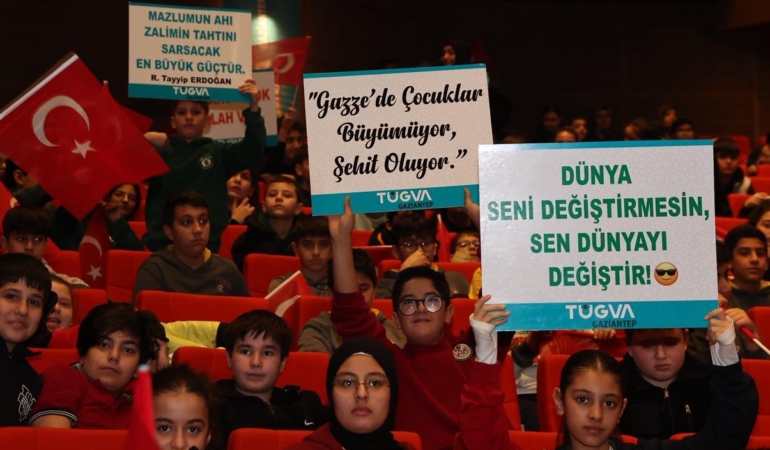 MAZLUMUN AHI
ZALİMİN TAHTINI
SARSACAK
EN BÜYÜK GÜÇTÜR.
R. Tayyip ERDOĞAN
TÜGVA
"Gazze'de Çocuklar
Büyümüyor,
Şehit Oluyor."
TÜGVA
GAZİANTEP
DÜNYA
SENİ DEĞİŞTİRMESİN,
SEN DÜNYAYI
DEĞİŞTİR!😎
TÜGVA
GAZİANTEP